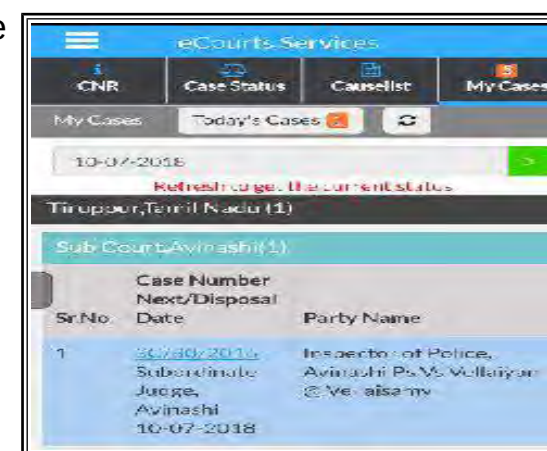 e
eCourts Services
CNR
Case Status
Causelist
5
My Cases
My Cases
Today's Cases
10-07-2018
>
Refresh to get the current status
Tiruppur,Tamil Nadu (1)
Sub Court,Avinashi(1)
Sr.No
Case Number
Next/Disposal
Date
Party Name
1
Subordinate
Judge,
Avinashi
10-07-2018
Inspector of Police,
Avinashi Ps Vs Vellaiyan
@ Vellaisamy